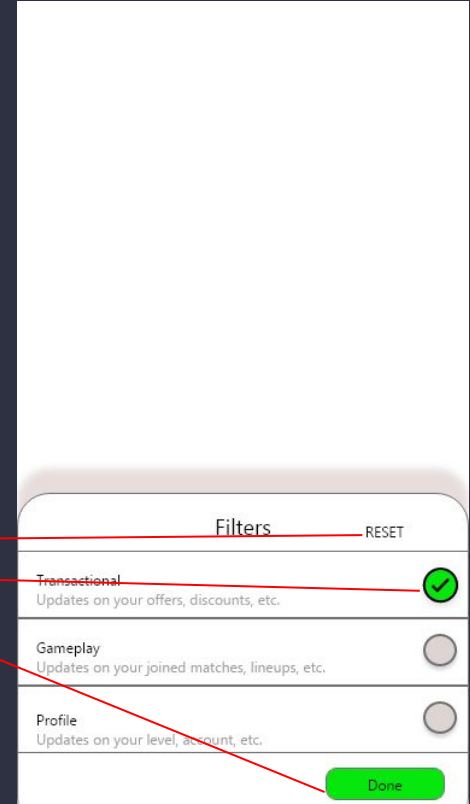 Filters
RESET
Transactional
Updates on your offers, discounts, etc.
Gameplay
Updates on your joined matches, lineups, etc.
Profile
Updates on your level, account, etc.
Done